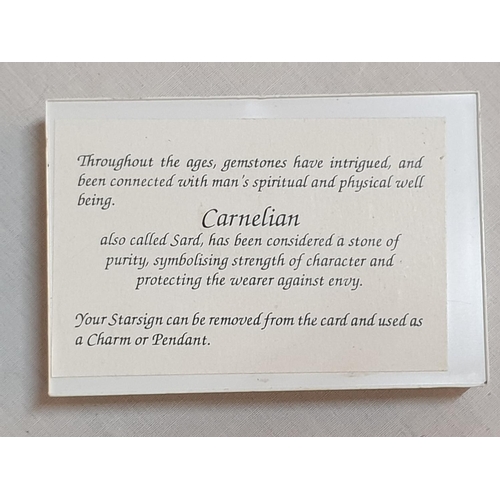 Throughout the ages, gemstones have intrigued, and
been connected with man's spiritual and physical well
being.
Carnelian
also called Sard, has been considered a stone of
purity, symbolising strength of character and
protecting the wearer against envy.
Your Starsign can be removed from the card and used as
a Charm or Pendant.